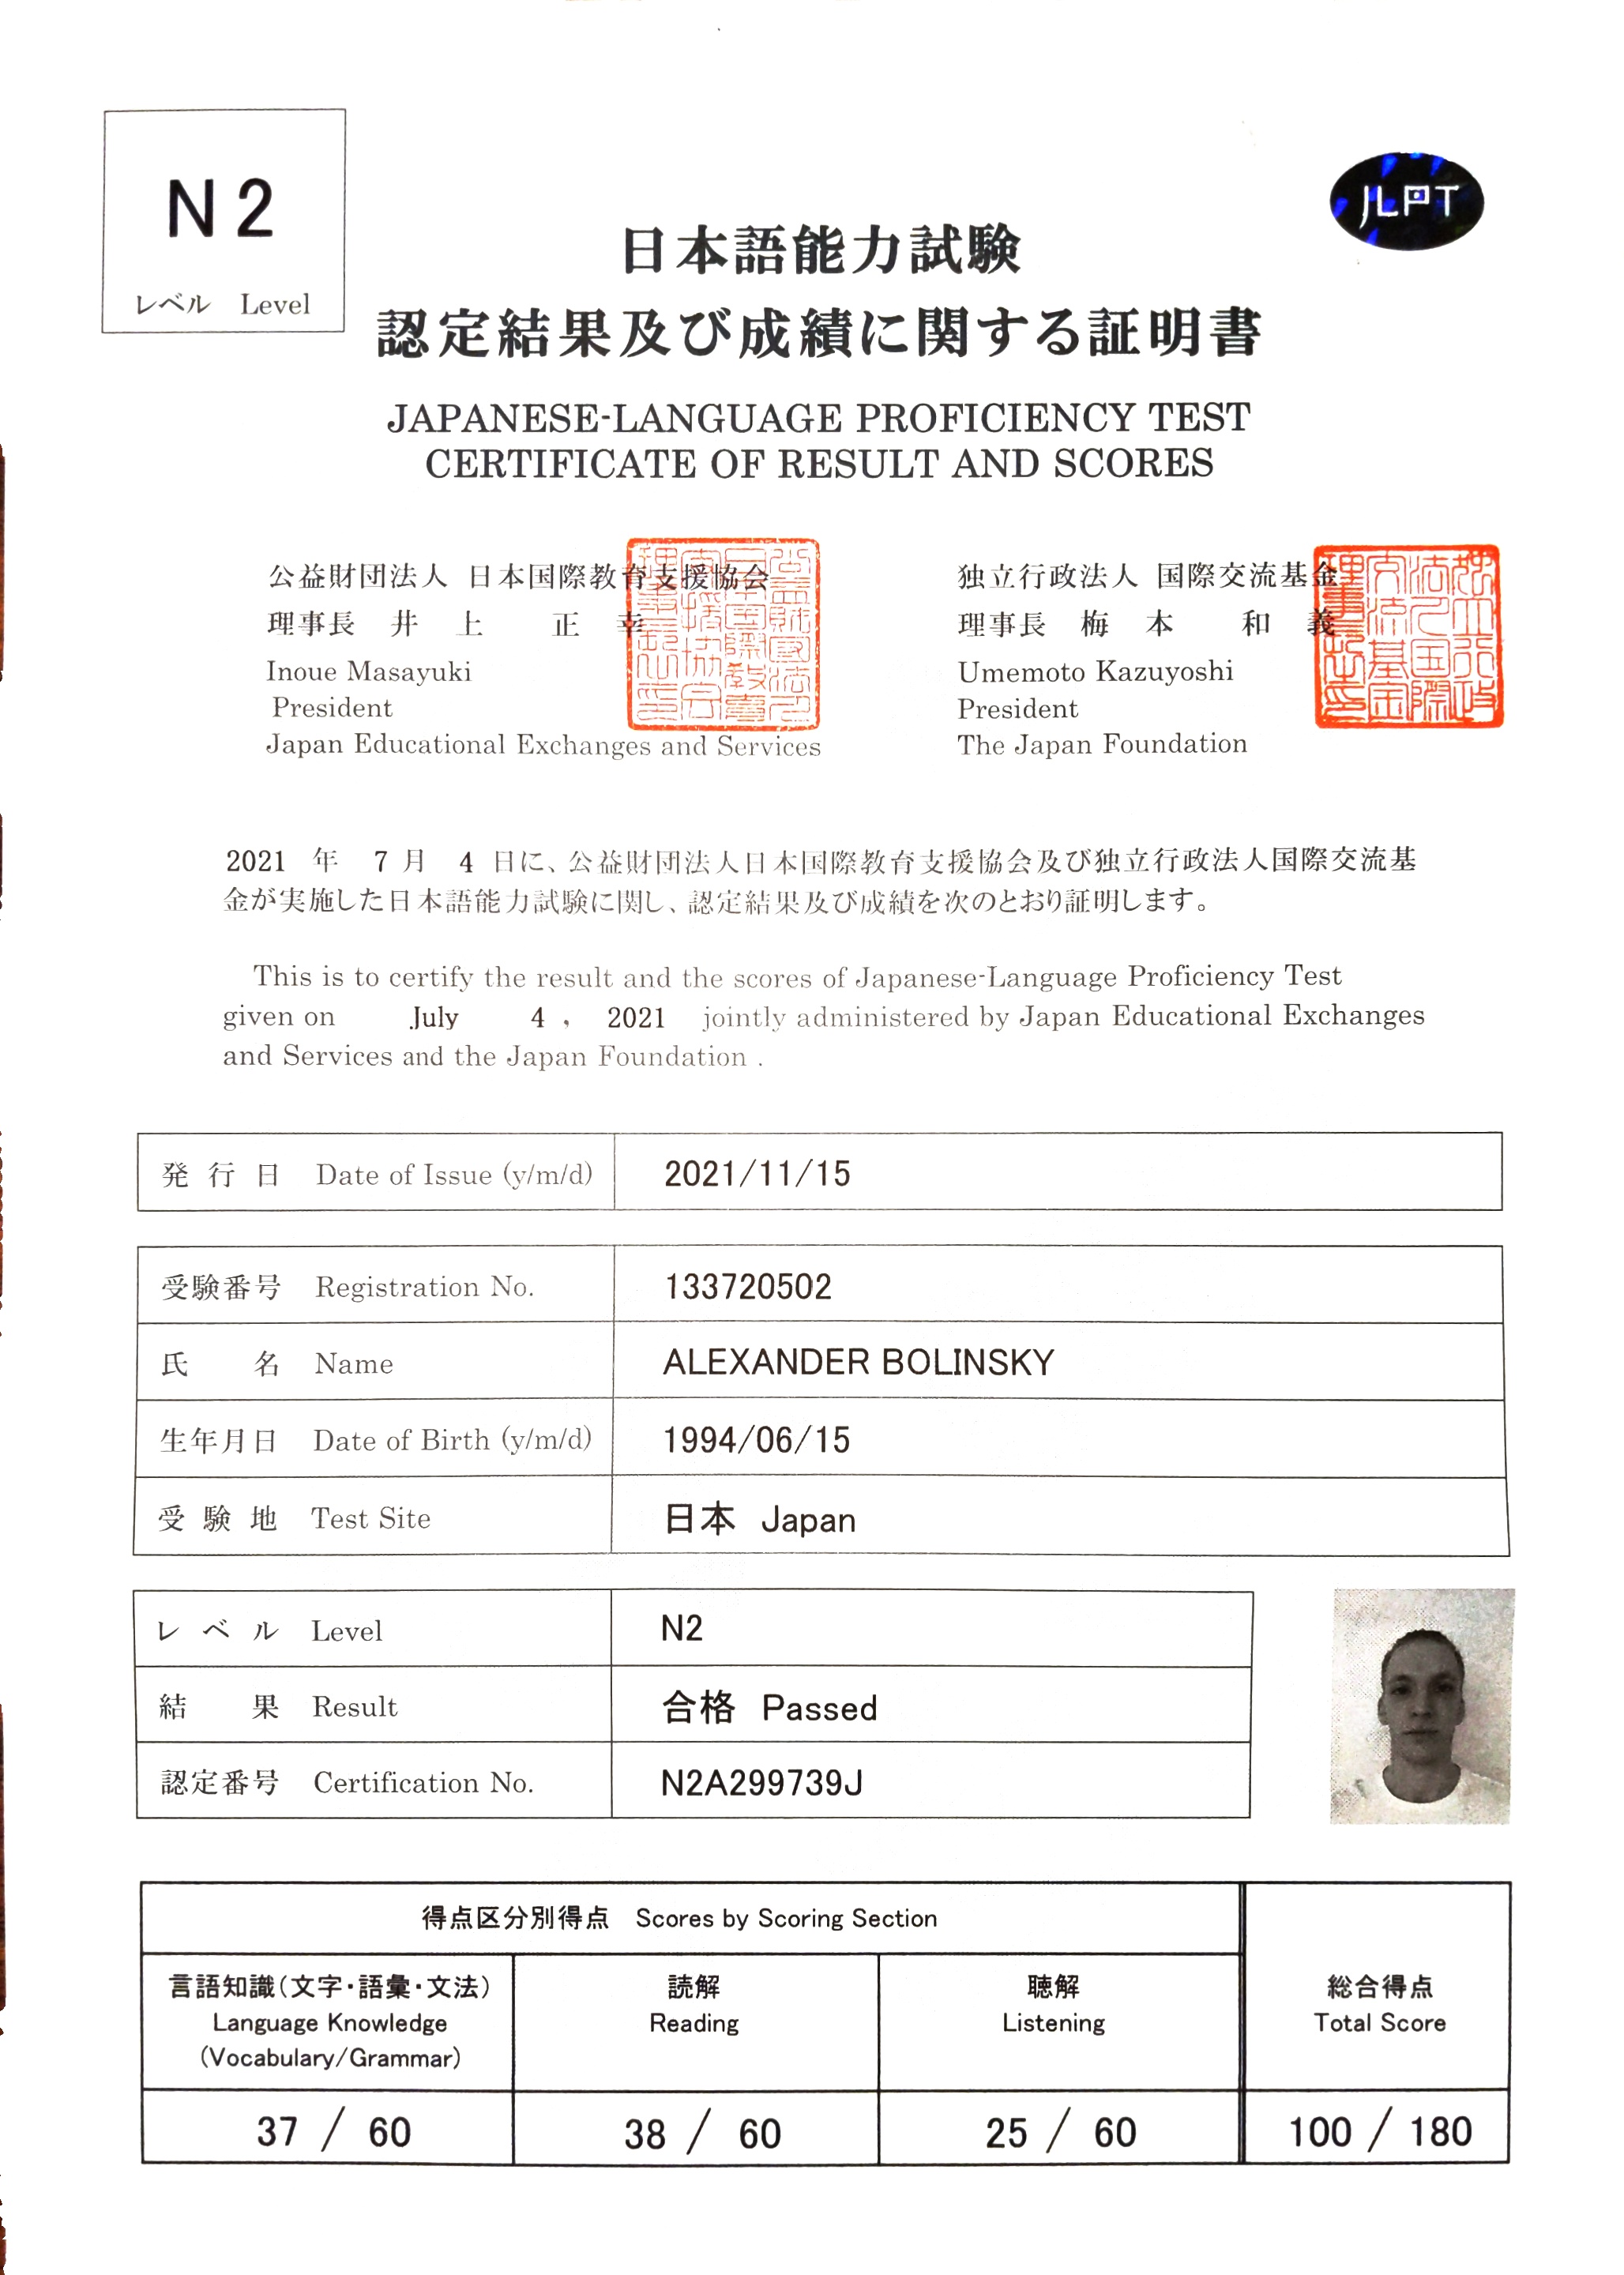 N2
レベル Level
JLPT
日本語能力試験
認定結果及び成績に関する証明書
JAPANESE-LANGUAGE PROFICIENCY TEST
CERTIFICATE OF RESULT AND SCORES
公益財団法人 日本国際教育支援協会
理事長 井上 正幸
Inoue Masayuki
President
Japan Educational Exchanges and Services
独立行政法人 国際交流基金
理事長 梅本 和義
Umemoto Kazuyoshi
President
The Japan Foundation
2021 年 7 月 4 日に、公益財団法人日本国際教育支援協会及び独立行政法人国際交流基
金が実施した日本語能力試験に関し、認定結果及び成績を次のとおり証明します。
This is to certify the result and the scores of Japanese-Language Proficiency Test
given on July 4 , 2021 jointly administered by Japan Educational Exchanges
and Services and the Japan Foundation .
発行日 Date of Issue (y/m/d) 2021/11/15
受験番号 Registration No. 133720502
氏名 Name ALEXANDER BOLINSKY
生年月日 Date of Birth (y/m/d) 1994/06/15
受験地 Test Site 日本 Japan
レベル Level N2
結果 Result 合格 Passed
認定番号 Certification No. N2A299739J
得点区分別得点 Scores by Scoring Section
言語知識(文字・語彙・文法)
Language Knowledge
(Vocabulary/Grammar)
読解
Reading
聴解
Listening
総合得点
Total Score
37 / 60
38 / 60
25 / 60
100 / 180